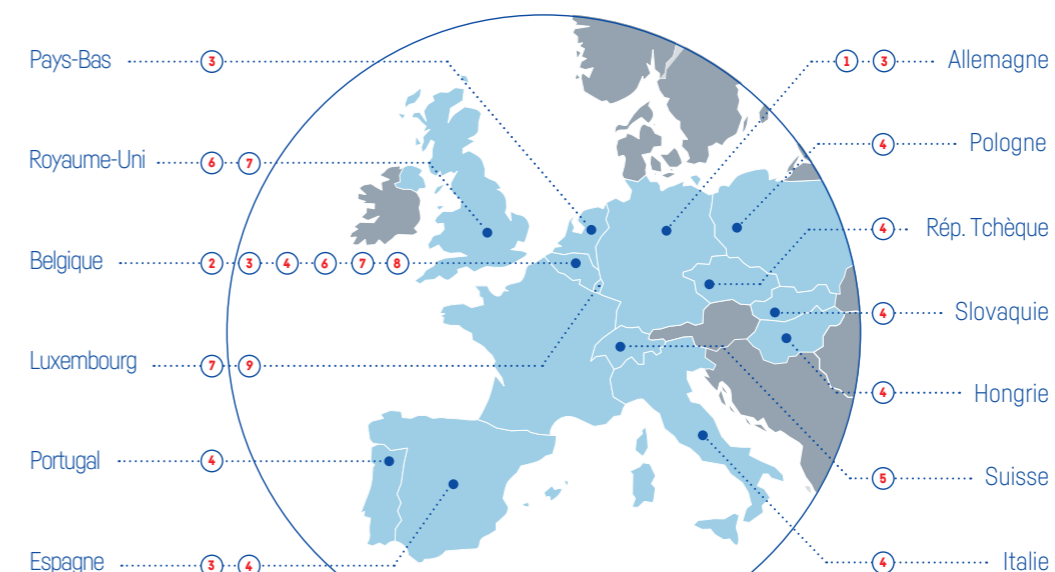 Pays-Bas 3
Royaume-Uni 6 7
Belgique 2 3 4 6 7 8
Luxembourg 7 9
Portugal 4
Espagne 3 4
1 3 Allemagne
4 Pologne
4 Rép. Tchèque
4 Slovaquie
4 Hongrie
5 Suisse
4 Italie